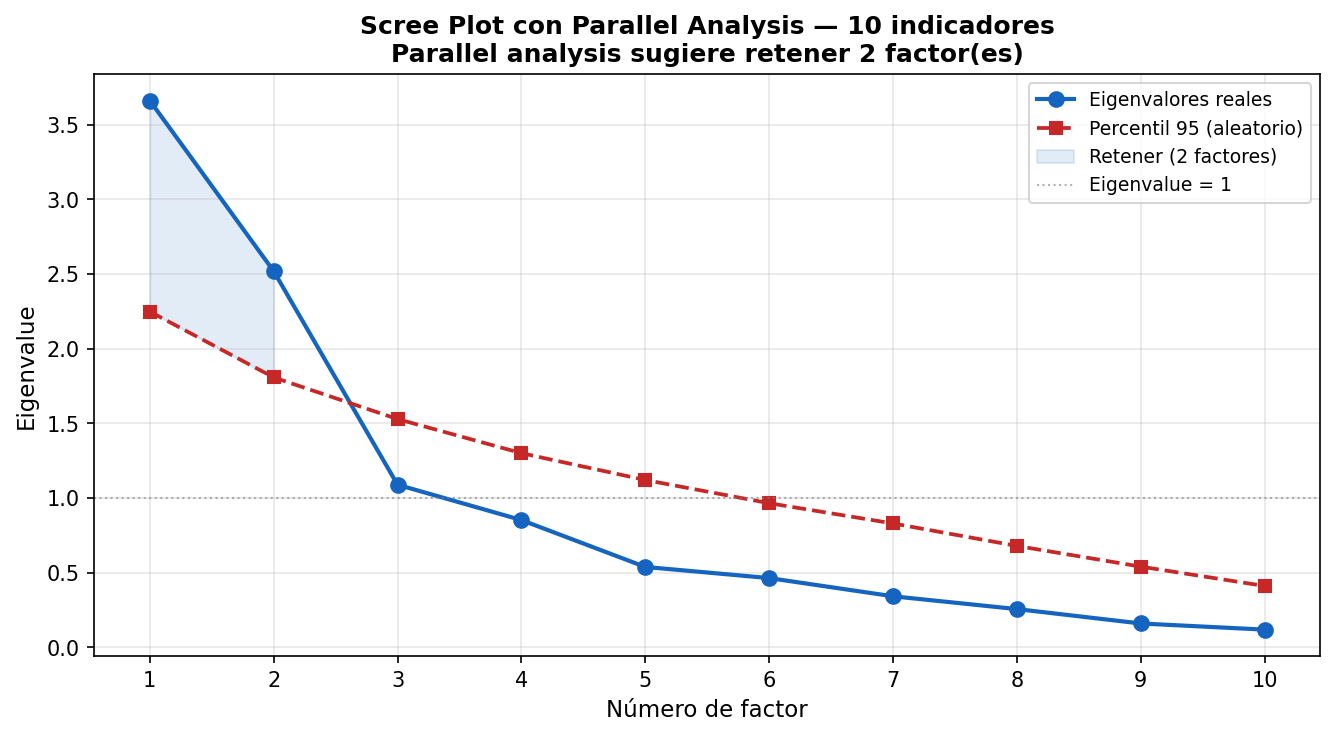 Scree Plot con Parallel Analysis — 10 indicadores
Parallel analysis sugiere retener 2 factor(es)
Eigenvalores reales
Percentil 95 (aleatorio)
Retener (2 factores)
Eigenvalue = 1
Eigenvalue
3.5
3.0
2.5
2.0
1.5
1.0
0.5
0.0
1 2 3 4 5 6 7 8 9 10
Número de factor